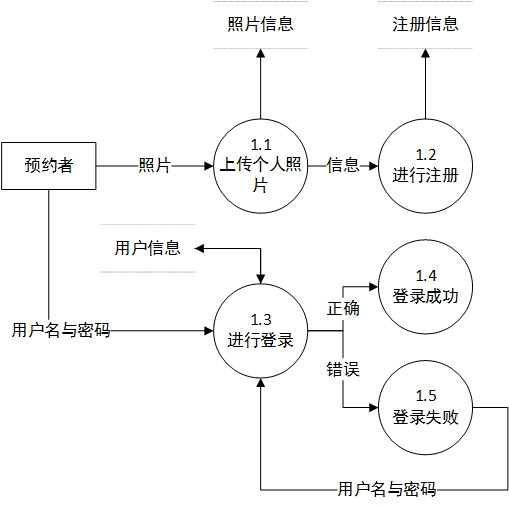 照片信息
注册信息
1.1
上传个人照
片
1.2
进行注册
预约者
照片
信息
用户信息
1.3
进行登录
正确
1.4
登录成功
用户名与密码
错误
1.5
登录失败
用户名与密码